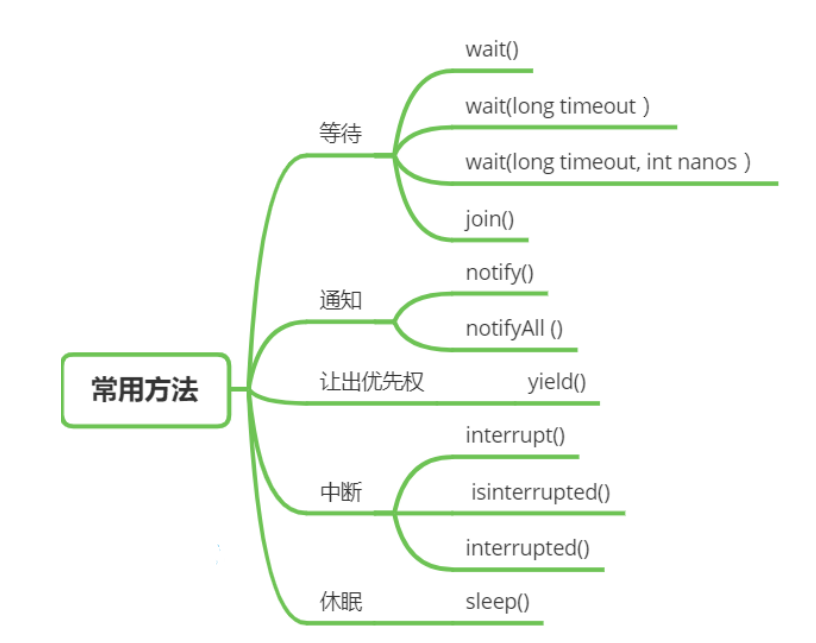 wait()
wait(long timeout )
等待
wait(long timeout, int nanos )
join()
notify()
通知
notifyAll ()
常用方法
让出优先权
yield()
interrupt()
中断
isinterrupted()
interrupted()
休眠
sleep()